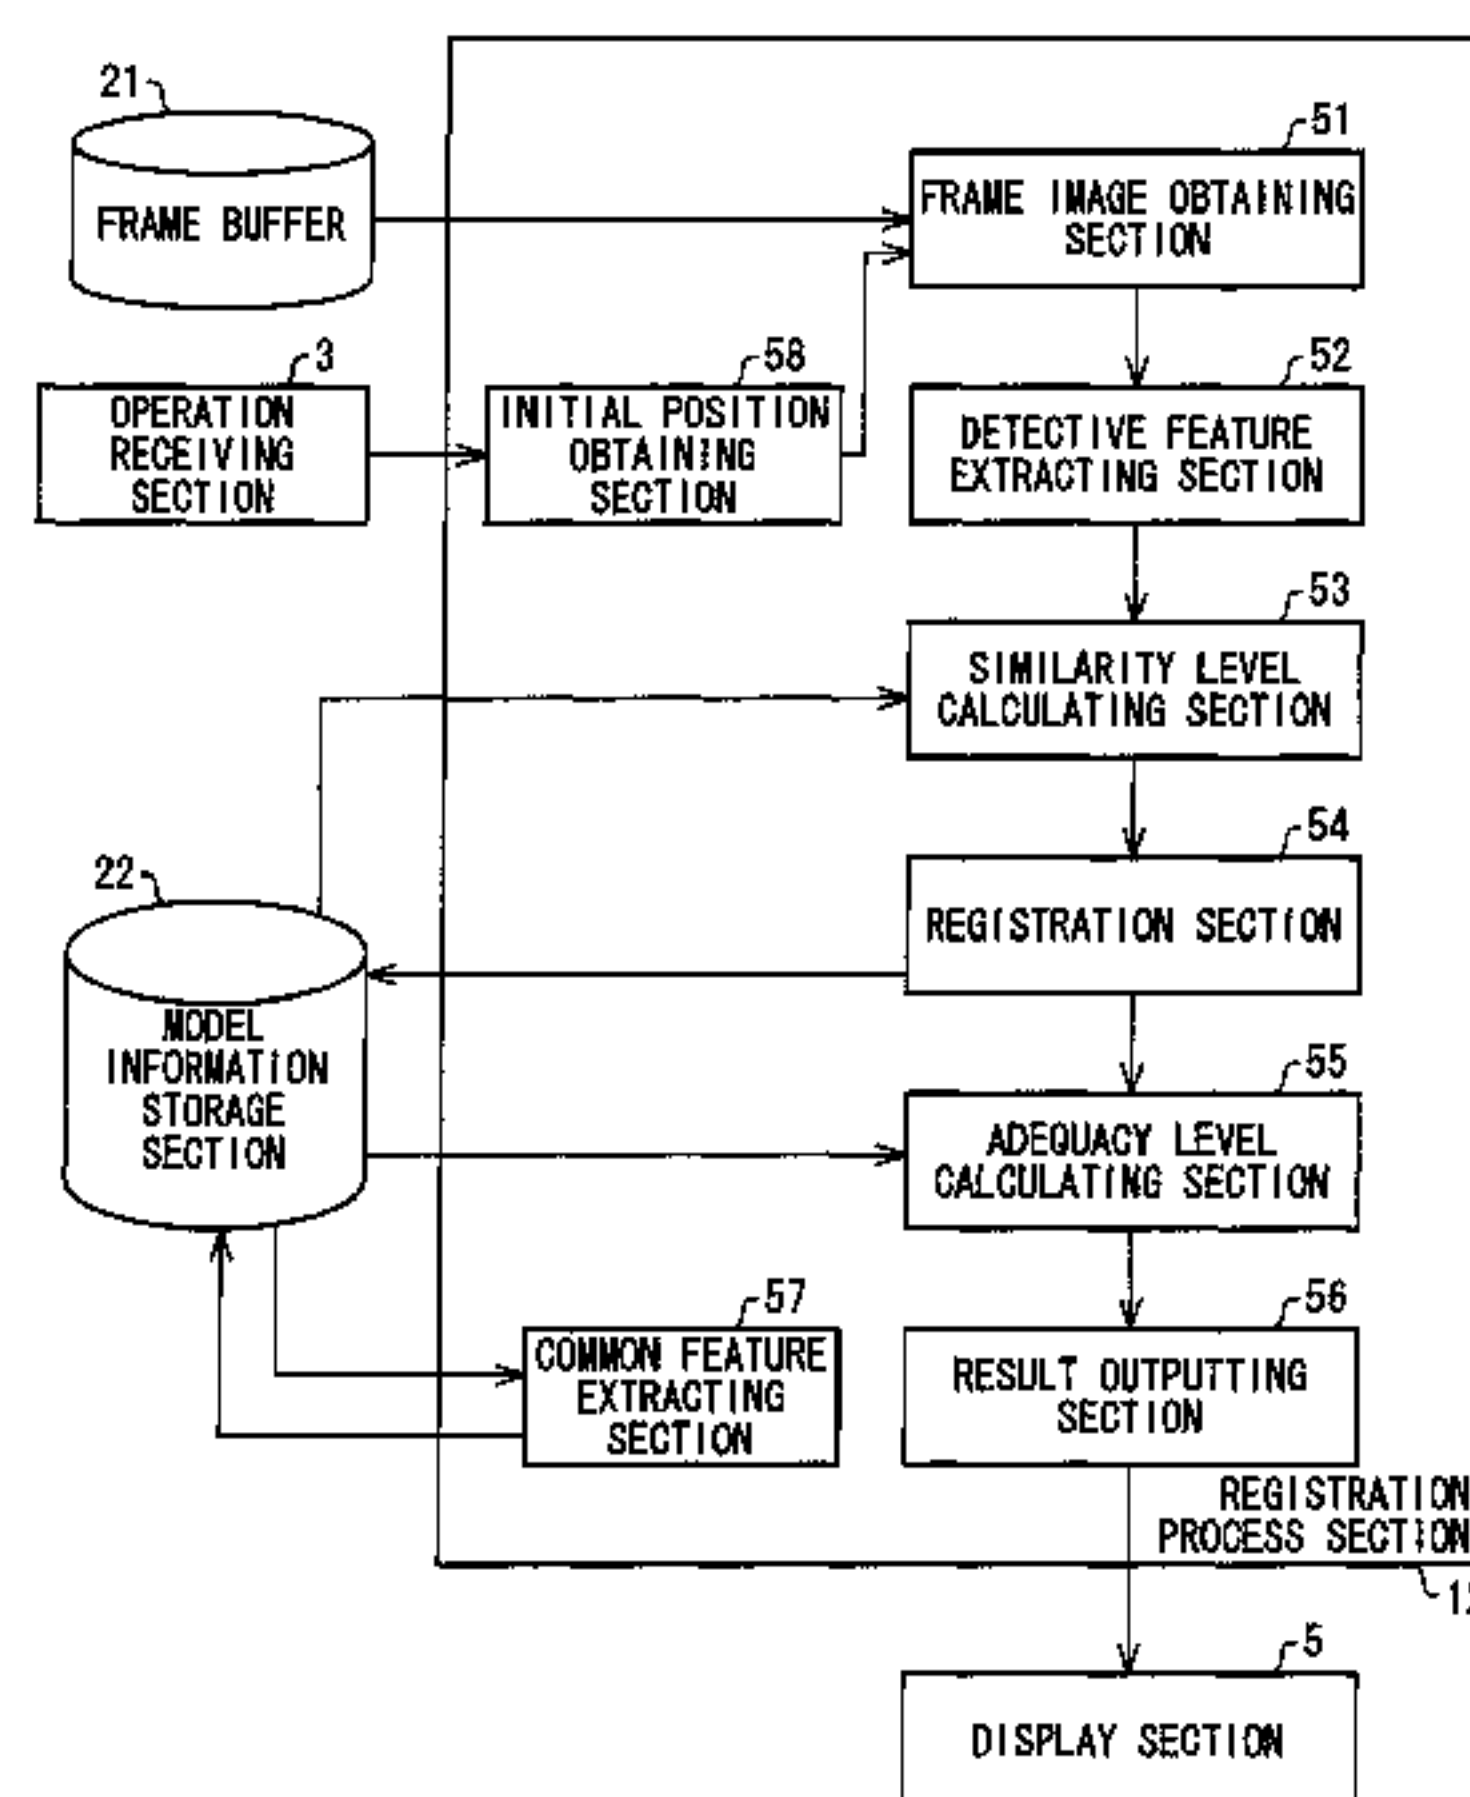 21
FRAME BUFFER
51
FRAME IMAGE OBTAINING
SECTION
3
OPERATION
RECEIVING
SECTION
58
INITIAL POSITION
OBTAINING
SECTION
52
DETECTIVE FEATURE
EXTRACTING SECTION
53
SIMILARITY LEVEL
CALCULATING SECTION
54
REGISTRATION SECTION
22
MODEL
INFORMATION
STORAGE
SECTION
55
ADEQUACY LEVEL
CALCULATING SECTION
57
COMMON FEATURE
EXTRACTING
SECTION
56
RESULT OUTPUTTING
SECTION
REGISTRATION
PROCESS SECTION
5
DISPLAY SECTION